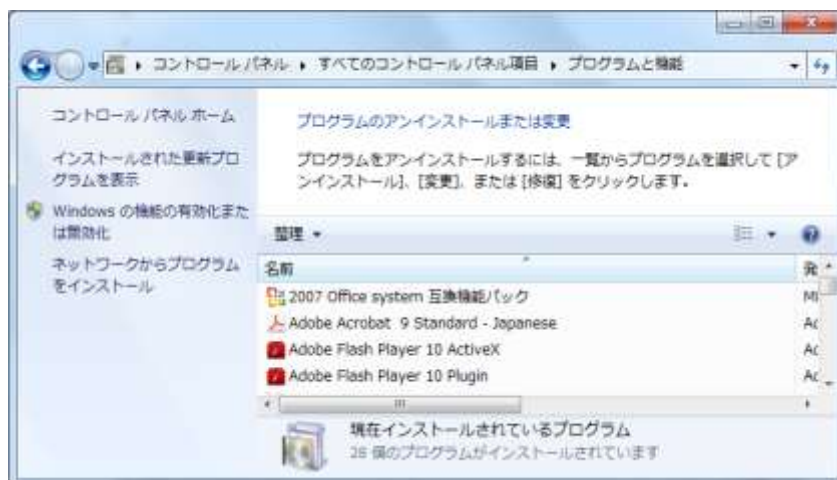 コントロール パネル ▸ すべてのコントロール パネル項目 ▸ プログラムと機能
コントロール パネル ホーム
インストールされた更新プロ
グラムを表示
Windows の機能の有効化また
は無効化
ネットワークからプログラム
をインストール
プログラムのアンインストールまたは変更
プログラムをアンインストールするには、一覧からプログラムを選択して [ア
ンインストール]、[変更]、または [修復] をクリックします。
整理
名前 発
2007 Office system 互換機能パック Mi
Adobe Acrobat 9 Standard - Japanese Ac
Adobe Flash Player 10 ActiveX Ac
Adobe Flash Player 10 Plugin Ac
現在インストールされているプログラム
28 個のプログラムがインストールされています